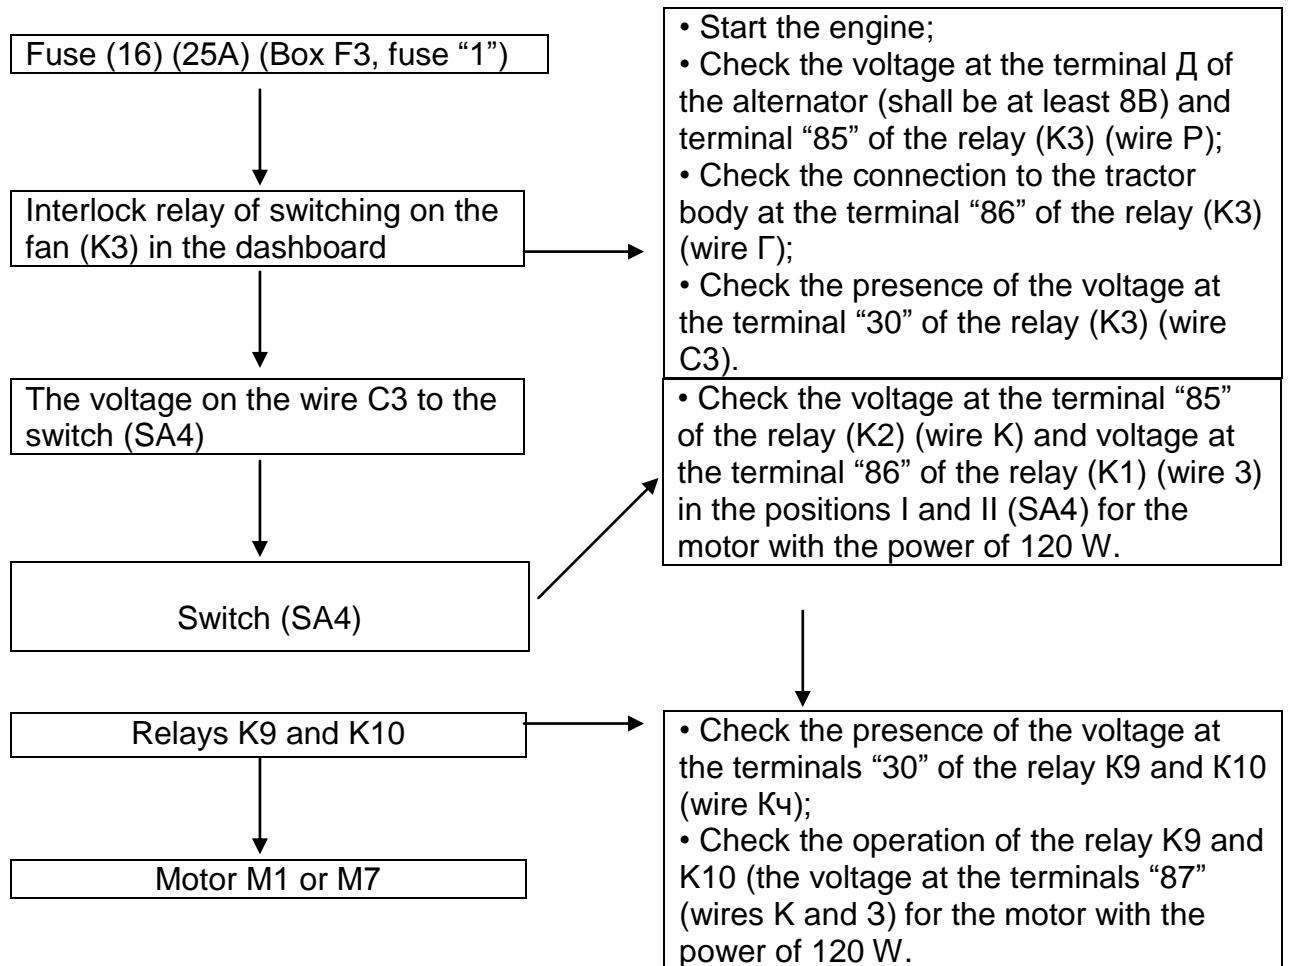 Fuse (16) (25A) (Box F3, fuse “1”)
Interlock relay of switching on the
fan (K3) in the dashboard
The voltage on the wire C3 to the
switch (SA4)
Switch (SA4)
Relays K9 and K10
Motor M1 or M7
• Start the engine;
• Check the voltage at the terminal Д of
the alternator (shall be at least 8В) and
terminal “85” of the relay (K3) (wire P);
• Check the connection to the tractor
body at the terminal “86” of the relay (K3)
(wire Г);
• Check the presence of the voltage at
the terminal “30” of the relay (K3) (wire
C3).
• Check the voltage at the terminal “85”
of the relay (K2) (wire K) and voltage at
the terminal “86” of the relay (K1) (wire 3)
in the positions I and II (SA4) for the
motor with the power of 120 W.
• Check the presence of the voltage at
the terminals “30” of the relay К9 and К10
(wire Кч);
• Check the operation of the relay K9 and
K10 (the voltage at the terminals “87”
(wires K and З) for the motor with the
power of 120 W.